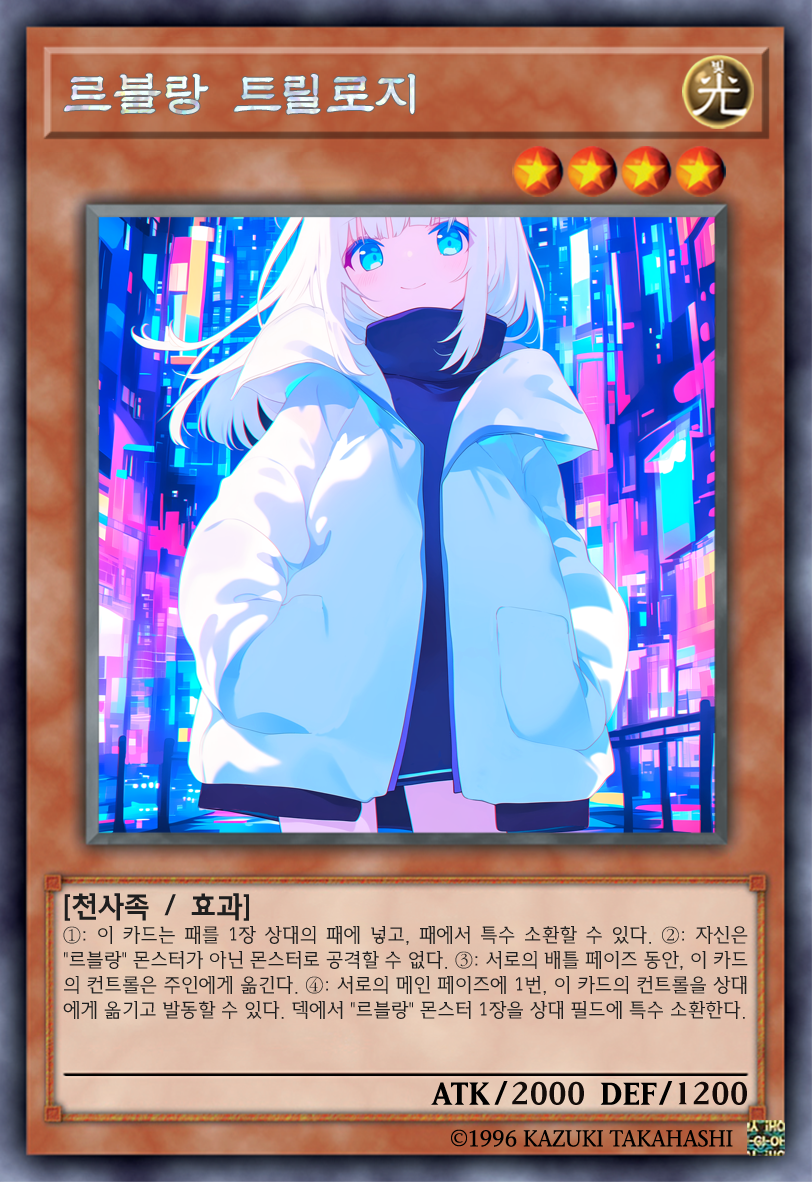 르블랑 트릴로지
빛
光
[천사족 / 효과]
①: 이 카드는 패를 1장 상대의 패에 넣고, 패에서 특수 소환할 수 있다. ②: 자신은
"르블랑" 몬스터가 아닌 몬스터로 공격할 수 없다. ③: 서로의 배틀 페이즈 동안, 이 카드
의 컨트롤은 주인에게 옮긴다. ④: 서로의 메인 페이즈에 1번, 이 카드의 컨트롤을 상대
에게 옮기고 발동할 수 있다. 덱에서 "르블랑" 몬스터 1장을 상대 필드에 특수 소환한다.
ATK/2000 DEF/1200
©1996 KAZUKI TAKAHASHI